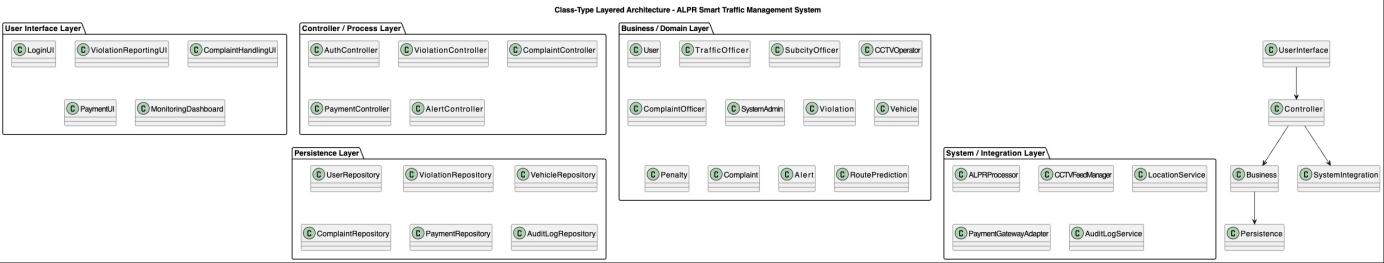 Class-Type Layered Architecture - ALPR Smart Traffic Management System
User Interface Layer
C LoginUI
C ViolationReportingUI
C ComplaintHandlingUI
C PaymentUI
C MonitoringDashboard
Controller / Process Layer
C AuthController
C ViolationController
C ComplaintController
C PaymentController
C AlertController
Business / Domain Layer
C User
C TrafficOfficer
C SubcityOfficer
C CCTVOperator
C ComplaintOfficer
C SystemAdmin
C Violation
C Vehicle
C Penalty
C Complaint
C Alert
C RoutePrediction
Persistence Layer
C UserRepository
C ViolationRepository
C VehicleRepository
C ComplaintRepository
C PaymentRepository
C AuditLogRepository
System / Integration Layer
C ALPRProcessor
C CCTVFeedManager
C LocationService
C PaymentGatewayAdapter
C AuditLogService
C UserInterface
C Controller
C Business
C SystemIntegration
C Persistence